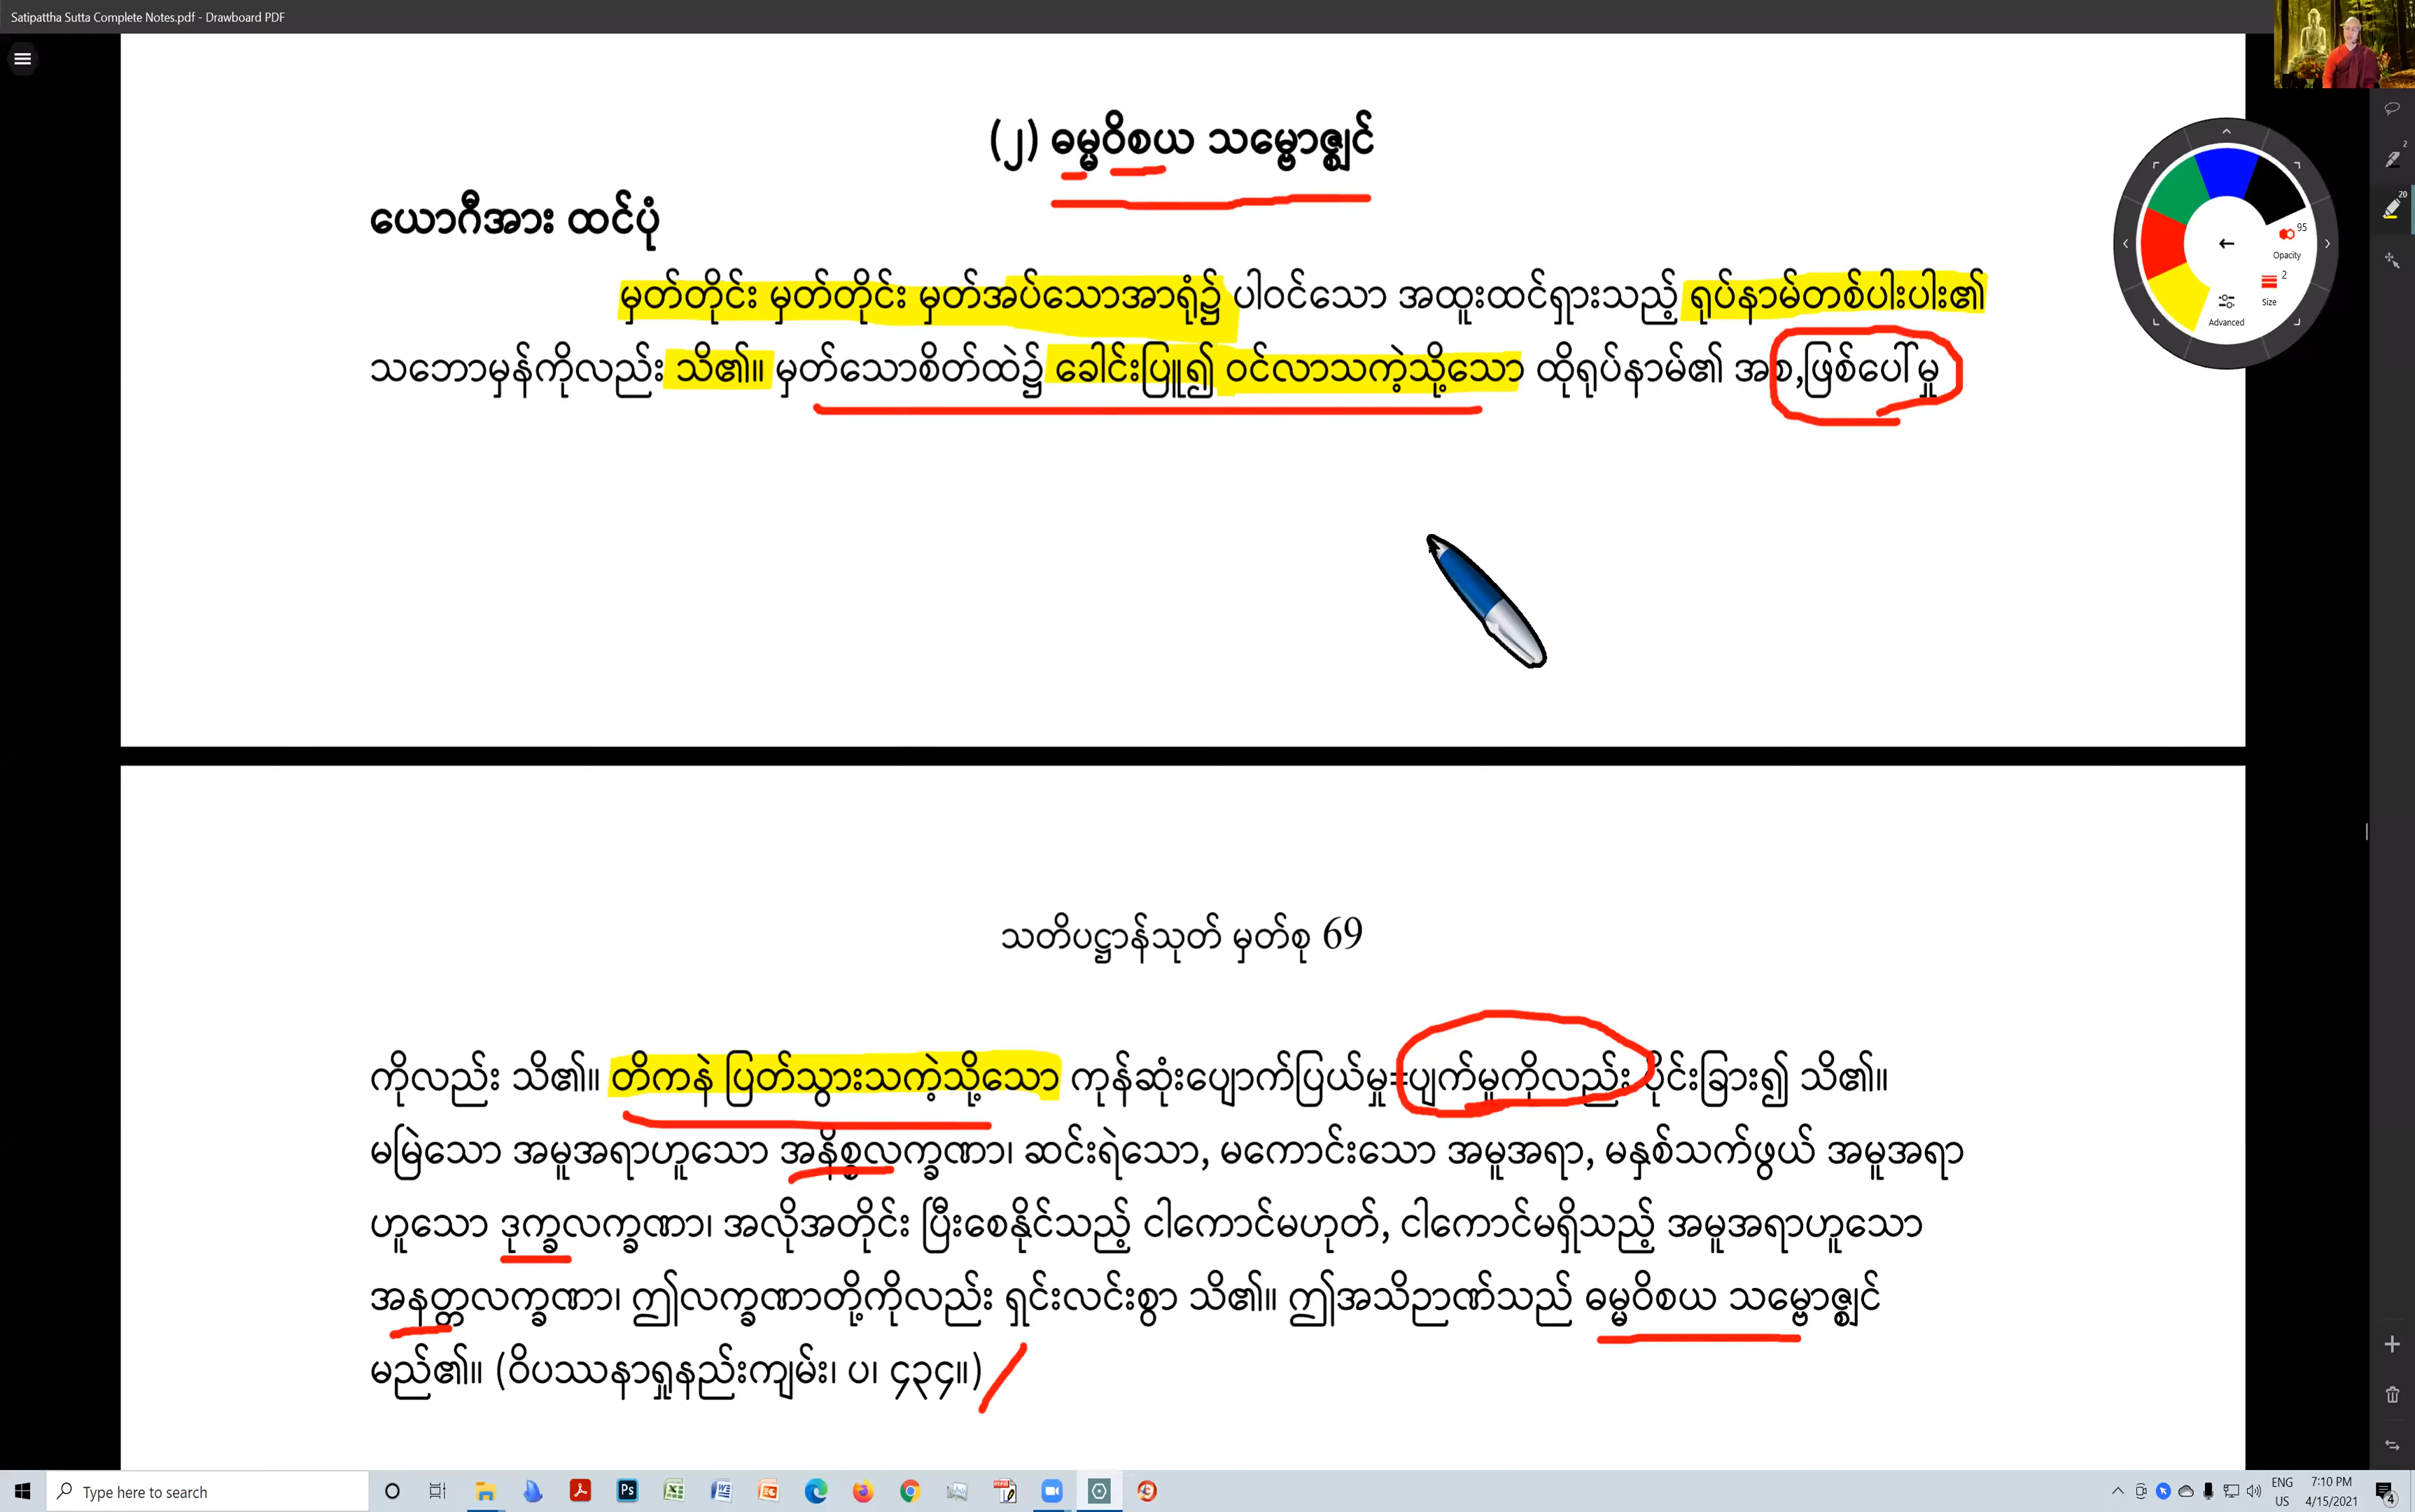 Satipattha Sutta Complete Notes.pdf - Drawboard PDF
(၂) ဓမ္မဝိစယ သမ္ဗောဇ္ဈင်
ယောဂီအား ထင်ပုံ
မှတ်တိုင်း မှတ်တိုင်း မှတ်အပ်သောအာရုံ၌ ပါဝင်သော အထူးထင်ရှားသည့် ရုပ်နာမ်တစ်ပါးပါး၏
သဘောမှန်ကိုလည်း သိ၏။ မှတ်သောစိတ်ထဲ၌ ခေါင်းပြူ၍ ဝင်လာသကဲ့သို့သော ထိုရုပ်နာမ်၏ အစ,ဖြစ်ပေါ်မှု
သတိပဋ္ဌာန်သုတ် မှတ်စု 69
ကိုလည်း သိ၏။ တိကနဲ ပြတ်သွားသကဲ့သို့သော ကုန်ဆုံးပျောက်ပြယ်မှု=ပျက်မှုကိုလည်း ပိုင်းခြား၍ သိ၏။
မမြဲသော အမူအရာဟူသော အနိစ္စလက္ခဏာ၊ ဆင်းရဲသော, မကောင်းသော အမူအရာ, မနှစ်သက်ဖွယ် အမူအရာ
ဟူသော ဒုက္ခလက္ခဏာ၊ အလိုအတိုင်း ပြီးစေနိုင်သည့် ငါကောင်မဟုတ်, ငါကောင်မရှိသည့် အမူအရာဟူသော
အနတ္တလက္ခဏာ၊ ဤလက္ခဏာတို့ကိုလည်း ရှင်းလင်းစွာ သိ၏။ ဤအသိဉာဏ်သည် ဓမ္မဝိစယ သမ္ဗောဇ္ဈင်
မည်၏။ (ဝိပဿနာရှုနည်းကျမ်း၊ ပ၊ ၄၃၄။)
95
Opacity
2
Size
Advanced
2
20
Type here to search
ENG
US
7:10 PM
4/15/2021
4